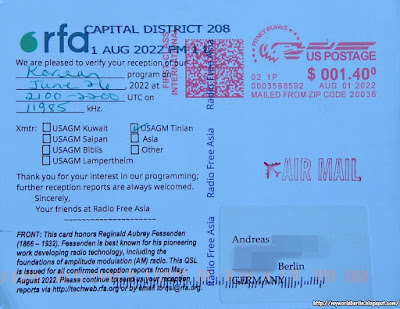 rfa
CAPITAL DISTRICT 208
1 AUG 2022 PM 1 L
We are pleased to verify your reception of our
Korean program on
June 26, 2022 at
2100-2200 UTC on
11985 kHz.
Xmtr: USAGM Kuwait USAGM Tinian
USAGM Saipan Asia
USAGM Biblis Other
USAGM Lampertheim
Thank you for your interest in our programming;
further reception reports are always welcomed.
Sincerely,
Your friends at Radio Free Asia
FRONT: This card honors Reginald Aubrey Fessenden
(1866 – 1932). Fessenden is best known for his pioneering
work developing radio technology, including the
foundations of amplitude modulation (AM) radio. This QSL
is issued for all confirmed reception reports from May -
August 2022. Please continue to send us your reception
reports via http://techweb.rfa.org/ or by email to qsl@rfa.org.
Radio Free Asia
Radio Free Asia
FIRST-CLASS
INTERNATIONAL
PITNEY BOWES
US POSTAGE
02 1P $ 001.40⁰
0003598592 AUG 01 2022
MAILED FROM ZIP CODE 20036
AIR MAIL
Andreas
Berlin
GERMANY
http://myworldberlin.blogspot.com/